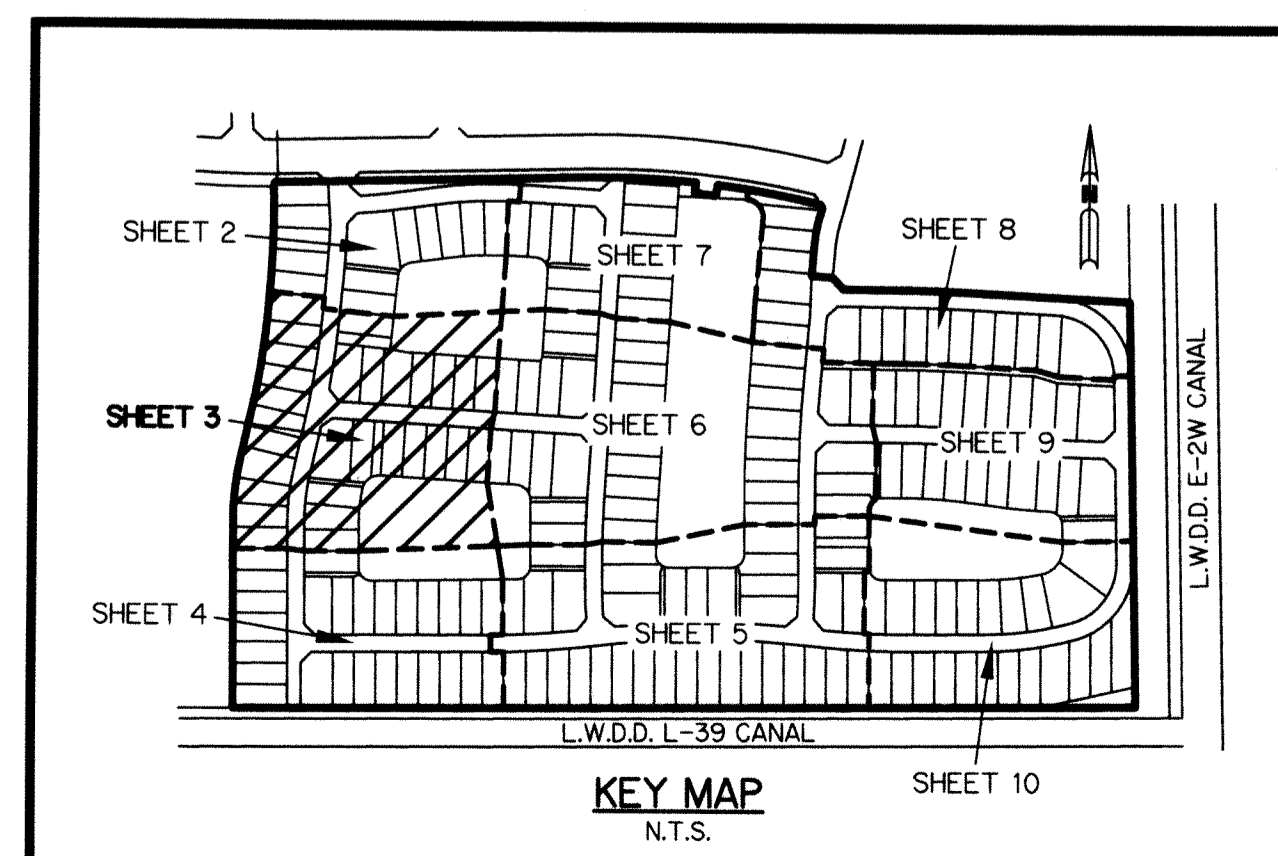 SHEET 2
SHEET 7
SHEET 8
SHEET 3
SHEET 6
SHEET 9
L.W.D.D. E-2W CANAL
SHEET 4
SHEET 5
L.W.D.D. L-39 CANAL
SHEET 10
KEY MAP
N.T.S.